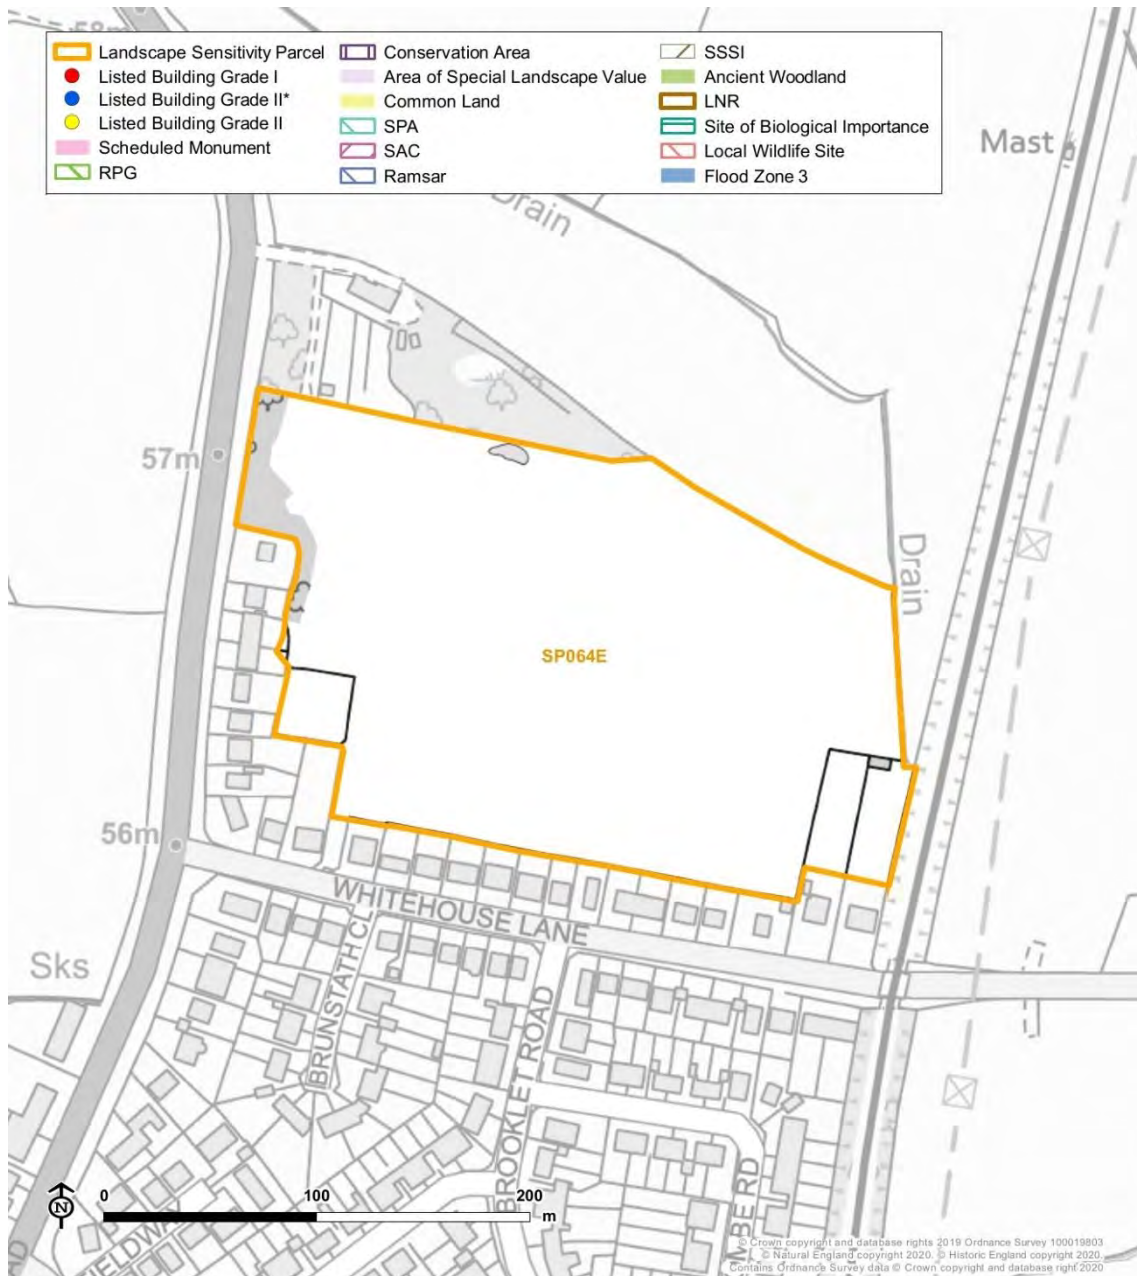 58m
Landscape Sensitivity Parcel
Listed Building Grade I
Listed Building Grade II*
Listed Building Grade II
Scheduled Monument
RPG
Conservation Area
Area of Special Landscape Value
Common Land
SPA
SAC
Ramsar
SSSI
Ancient Woodland
LNR
Site of Biological Importance
Local Wildlife Site
Flood Zone 3
Mast
Drain
57m
Drain
SP064E
56m
WHITEHOUSE LANE
Sks
BRUNSTATH CL
BROOKLET ROAD
N
0 100 200
m
© Crown copyright and database rights 2019 Ordnance Survey 100019803
© Natural England copyright 2020. © Historic England copyright 2020.
Contains Ordnance Survey data © Crown copyright and database right 2020